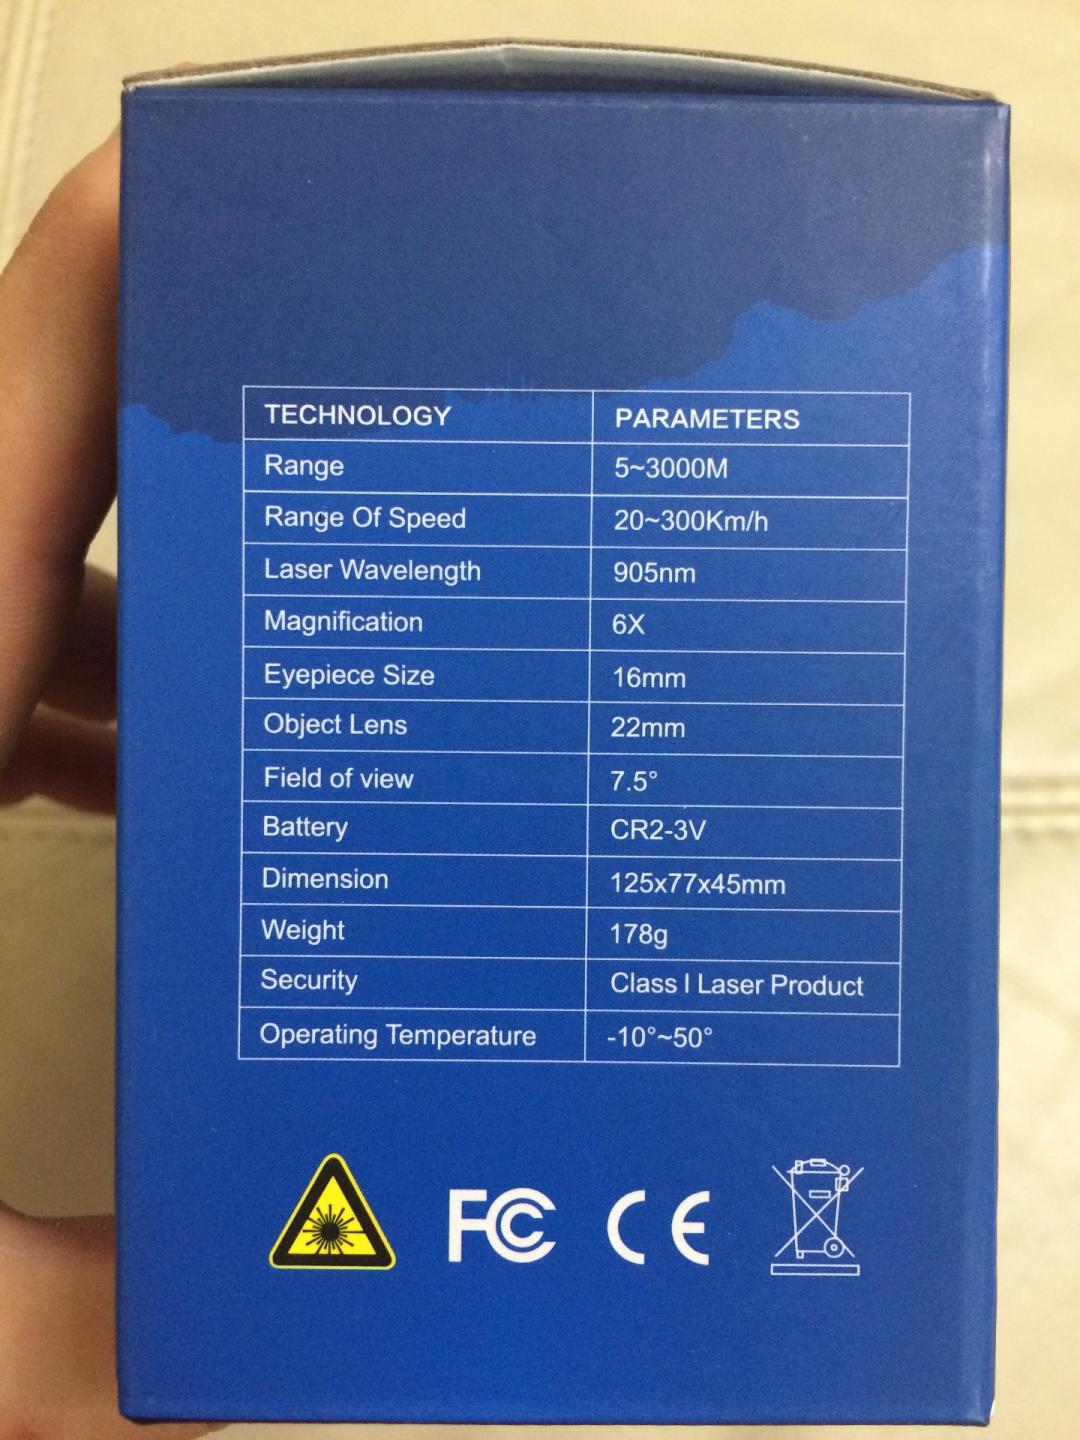 TECHNOLOGY PARAMETERS
Range 5~3000M
Range Of Speed 20~300Km/h
Laser Wavelength 905nm
Magnification 6X
Eyepiece Size 16mm
Object Lens 22mm
Field of view 7.5°
Battery CR2-3V
Dimension 125x77x45mm
Weight 178g
Security Class I Laser Product
Operating Temperature -10°~50°
FC CE